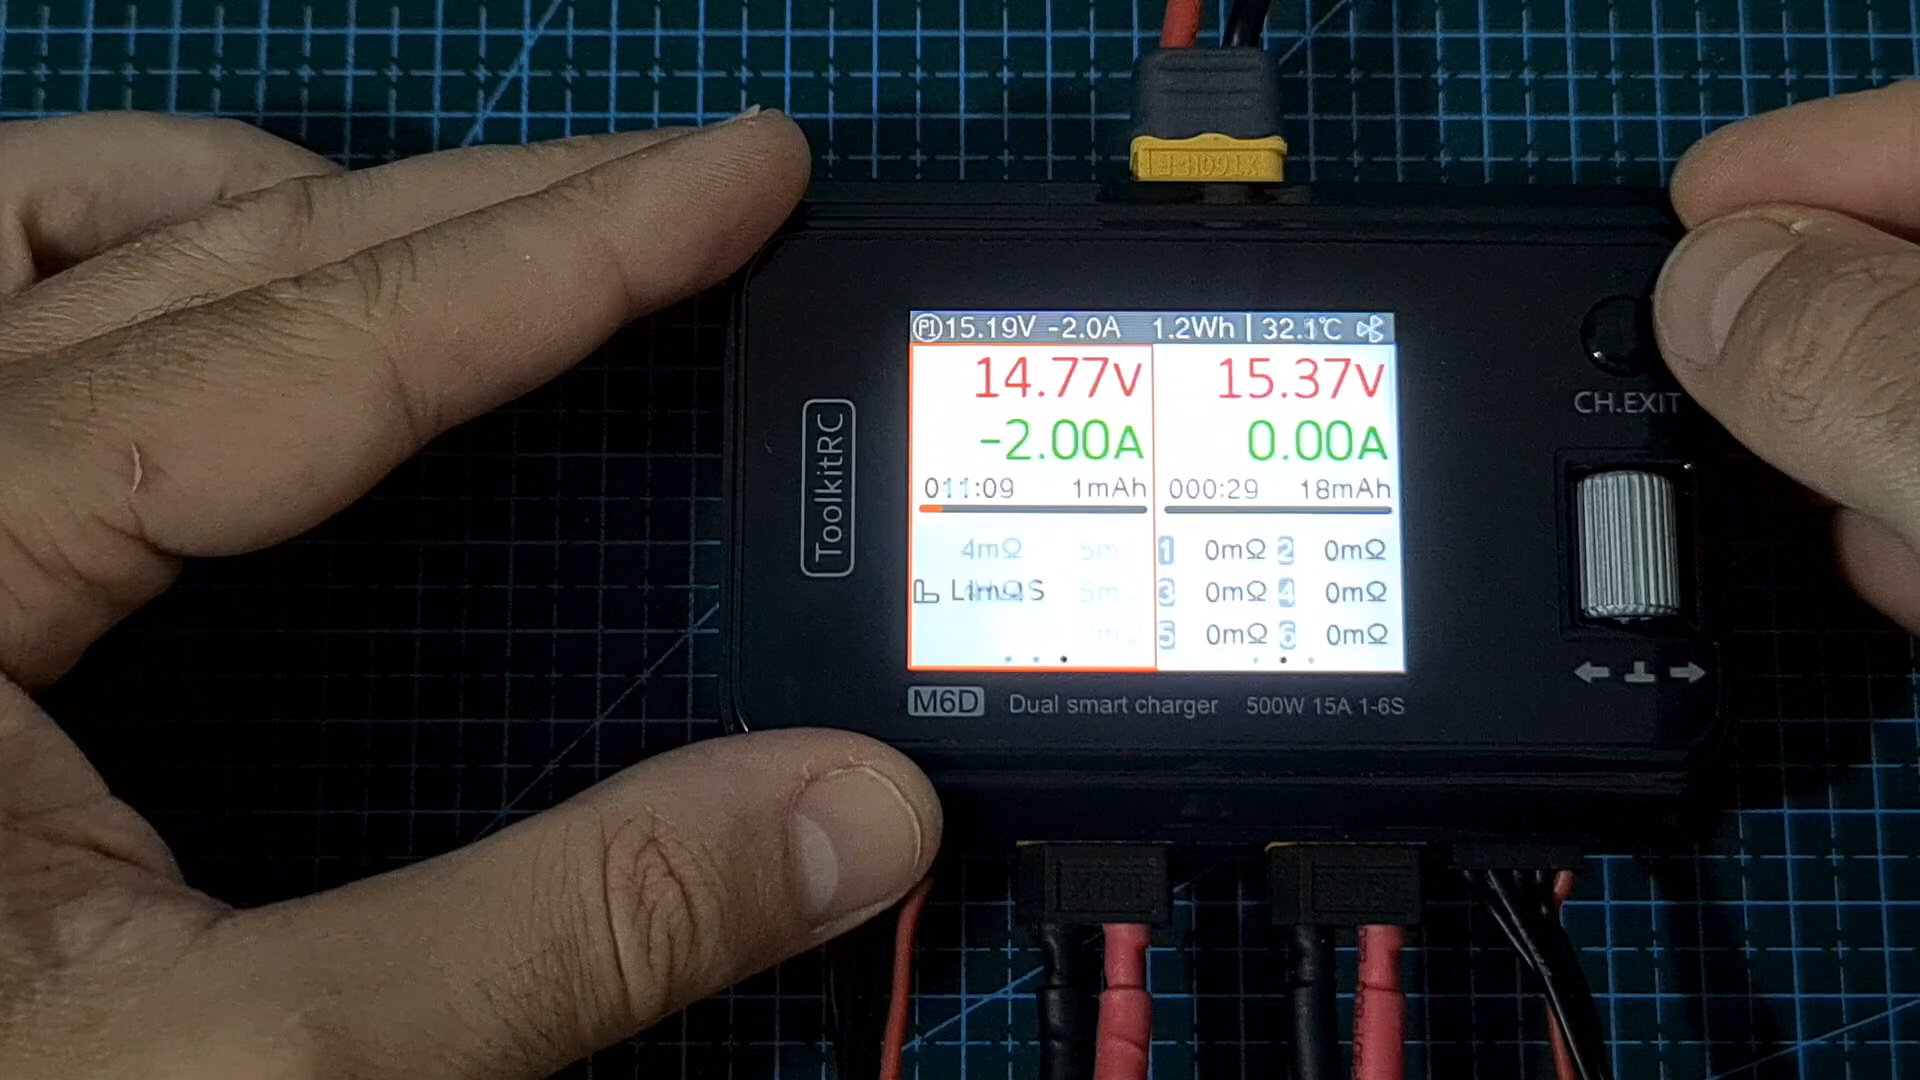 XT60H-F
P1 15.19V -2.0A 1.2Wh | 32.1℃
14.77V
-2.00A
011:09 1mAh
4mΩ
15.37V
0.00A
000:29 18mAh
1 0mΩ 2 0mΩ
3 0mΩ 4 0mΩ
5 0mΩ 6 0mΩ
ToolkitRC
CH.EXIT
M6D Dual smart charger 500W 15A 1-6S